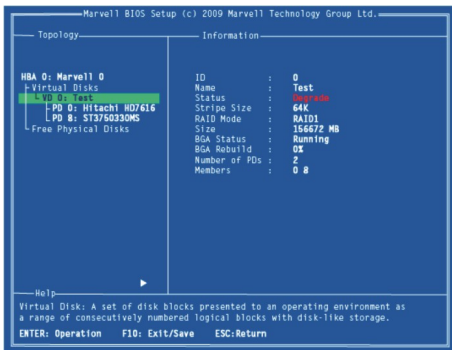 Marvell BIOS Setup (c) 2009 Marvell Technology Group Ltd.
Topology
Information
HBA 0: Marvell 0
Virtual Disks
VD 0: Test
PD 0: Hitachi HD7616
PD 8: ST3750330MS
Free Physical Disks
ID : 0
Name : Test
Status : Degrade
Stripe Size : 64K
RAID Mode : RAID1
Size : 156672 MB
BGA Status : Running
BGA Rebuild : 0%
Number of PDs : 2
Members : 0 8
Help
Virtual Disk: A set of disk blocks presented to an operating environment as
a range of consecutively numbered logical blocks with disk-like storage.
ENTER: Operation F10: Exit/Save ESC:Return